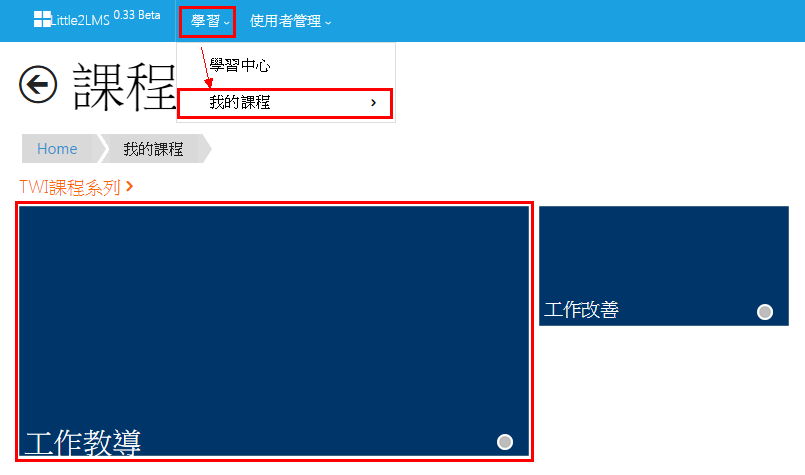 Little2LMS 0.33 Beta 學習 使用者管理
學習中心
我的課程
課程
Home 我的課程
TWI課程系列
工作教導
工作改善